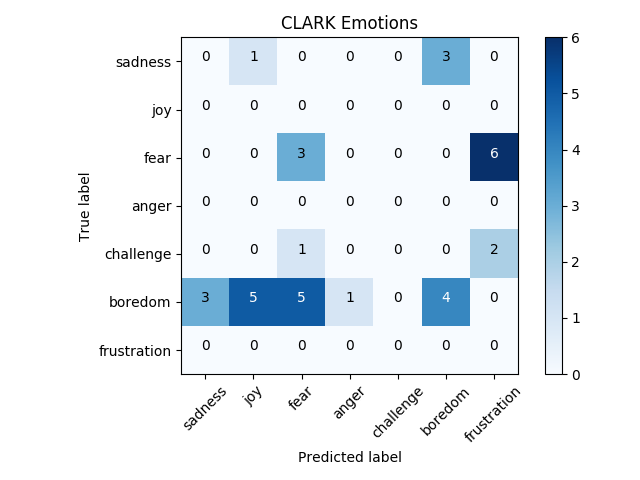 CLARK Emotions
sadness 0 1 0 0 0 3 0
joy 0 0 0 0 0 0 0
fear 0 0 3 0 0 0 6
anger 0 0 0 0 0 0 0
challenge 0 0 1 0 0 0 2
boredom 3 5 5 1 0 4 0
frustration 0 0 0 0 0 0 0
sadness joy fear anger challenge boredom frustration
True label
Predicted label
6
5
4
3
2
1
0